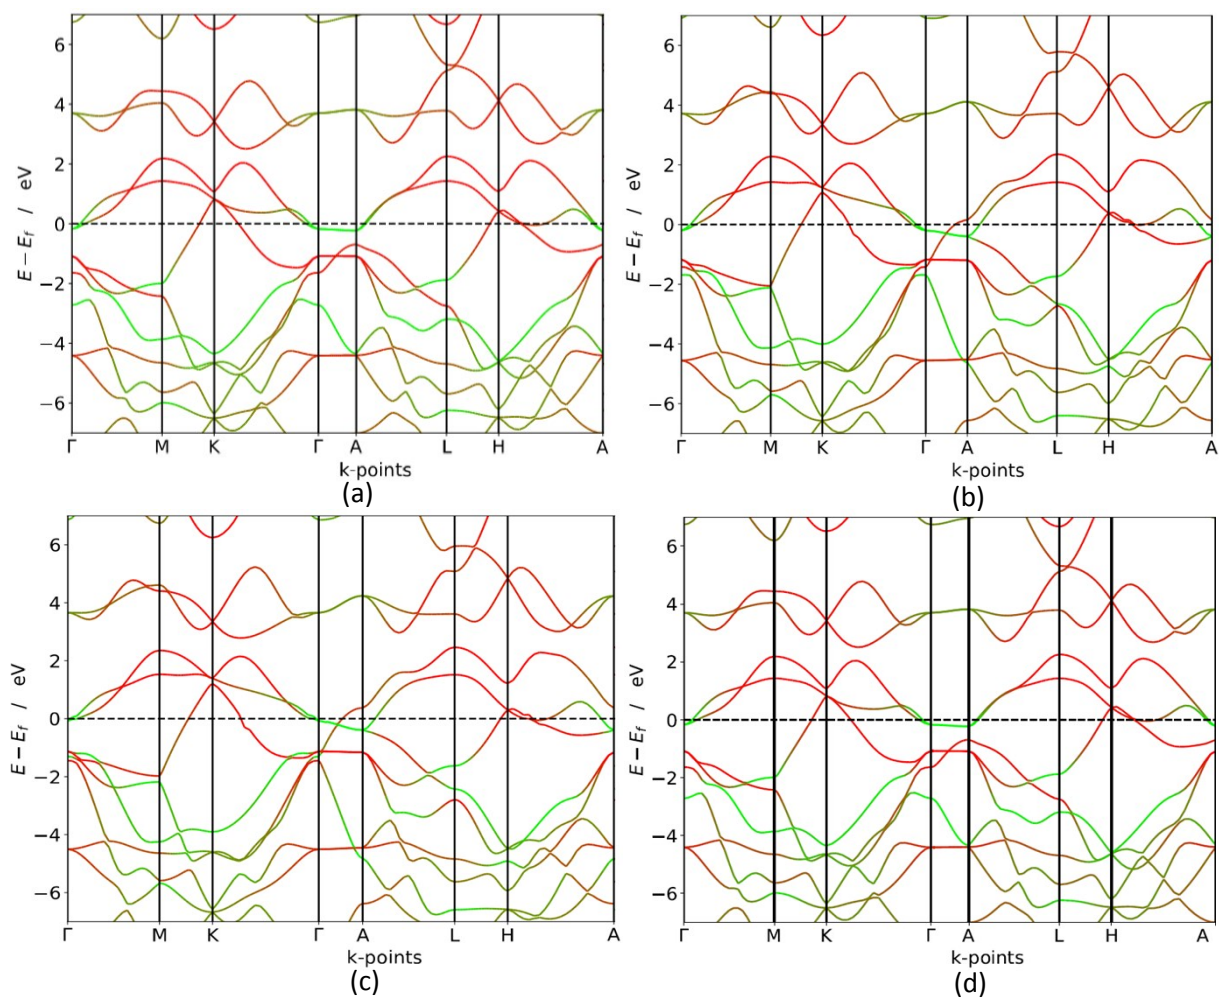 6
4
2
0
−2
−4
−6
E − E_f / eV
Γ M K Γ A L H A
k-points
(a)
6
4
2
0
−2
−4
−6
E − E_f / eV
Γ M K Γ A L H A
k-points
(b)
6
4
2
0
−2
−4
−6
E − E_f / eV
Γ M K Γ A L H A
k-points
(c)
6
4
2
0
−2
−4
−6
E − E_f / eV
Γ M K Γ A L H A
k-points
(d)